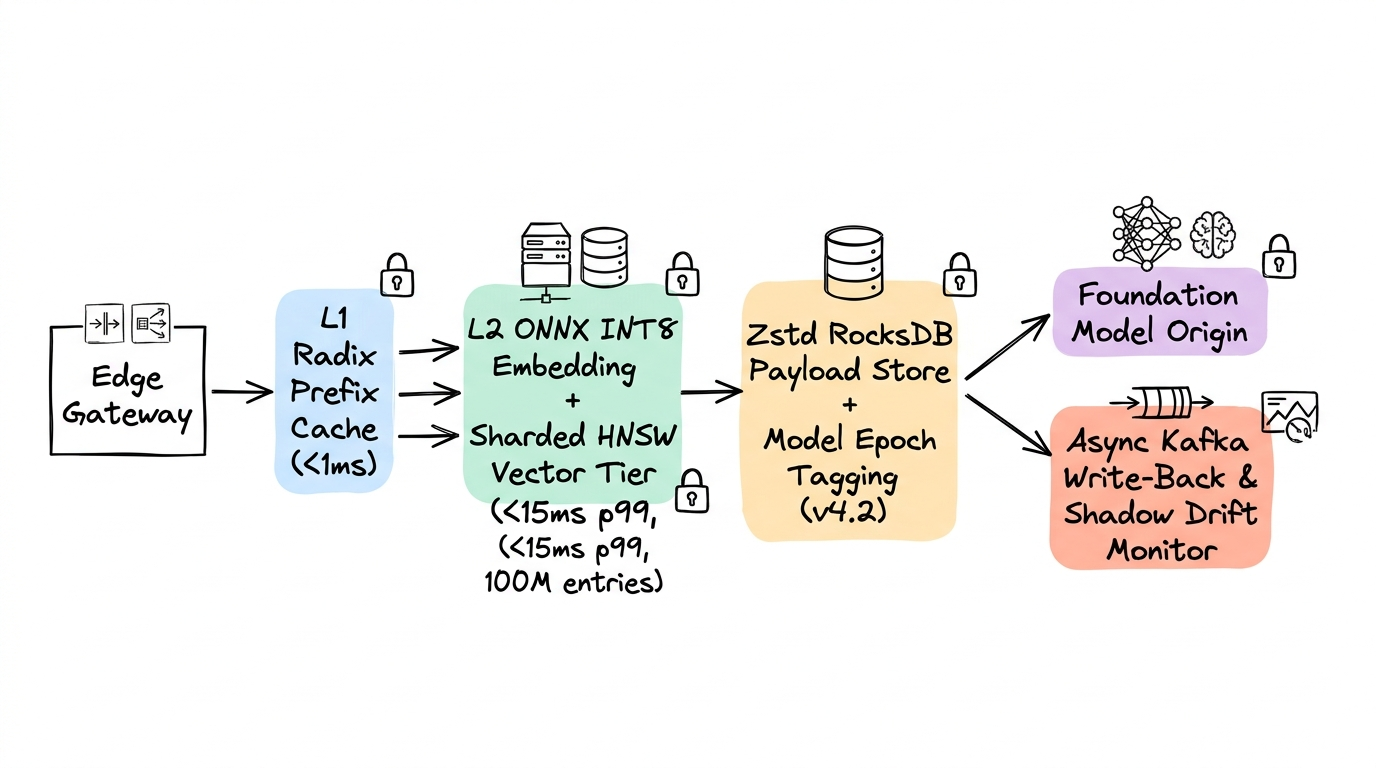 Edge
Gateway
L1
Radix
Prefix
Cache
(<1ms)
L2 ONNX INT8
Embedding
+
Sharded HNSW
Vector Tier
(<15ms p99,
(<15ms p99,
100M entries)
Zstd RocksDB
Payload Store
+
Model Epoch
Tagging
(v4.2)
Foundation
Model Origin
Async Kafka
Write-Back &
Shadow Drift
Monitor